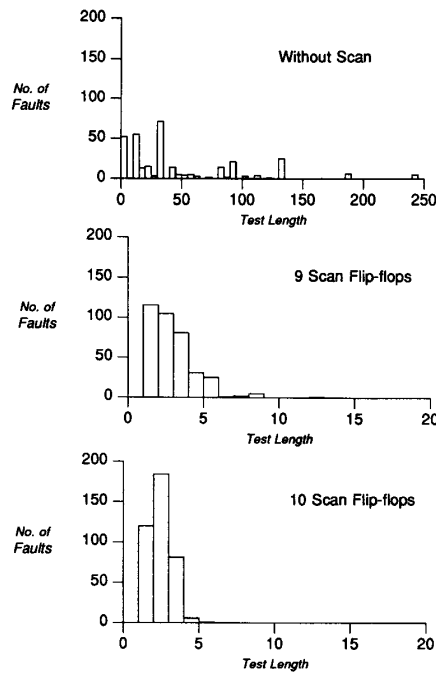 200
Without Scan
150
No. of
Faults
100
50
0
0 50 100 150 200 250
Test Length
200
9 Scan Flip-flops
150
No. of
Faults
100
50
0
0 5 10 15 20
Test Length
200
10 Scan Flip-flops
150
No. of
Faults
100
50
0
0 5 10 15 20
Test Length